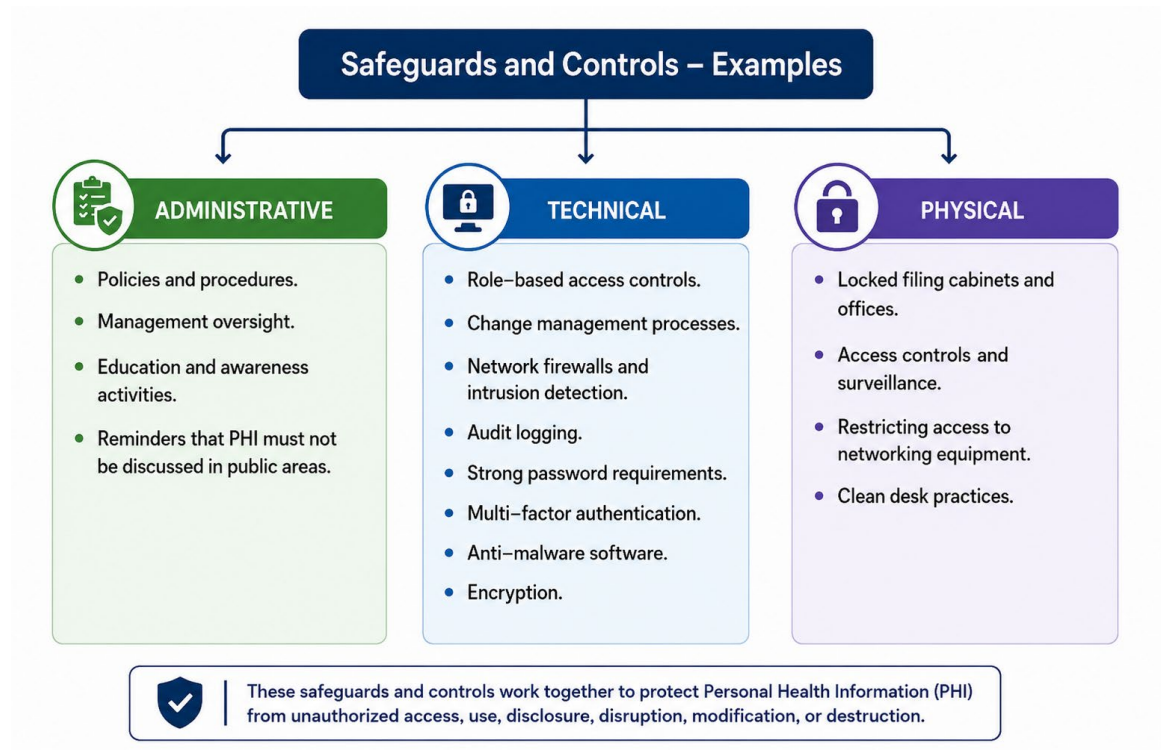 Safeguards and Controls – Examples
ADMINISTRATIVE
• Policies and procedures.
• Management oversight.
• Education and awareness
activities.
• Reminders that PHI must not
be discussed in public areas.
TECHNICAL
• Role–based access controls.
• Change management processes.
• Network firewalls and
intrusion detection.
• Audit logging.
• Strong password requirements.
• Multi–factor authentication.
• Anti–malware software.
• Encryption.
PHYSICAL
• Locked filing cabinets and
offices.
• Access controls and
surveillance.
• Restricting access to
networking equipment.
• Clean desk practices.
These safeguards and controls work together to protect Personal Health Information (PHI)
from unauthorized access, use, disclosure, disruption, modification, or destruction.